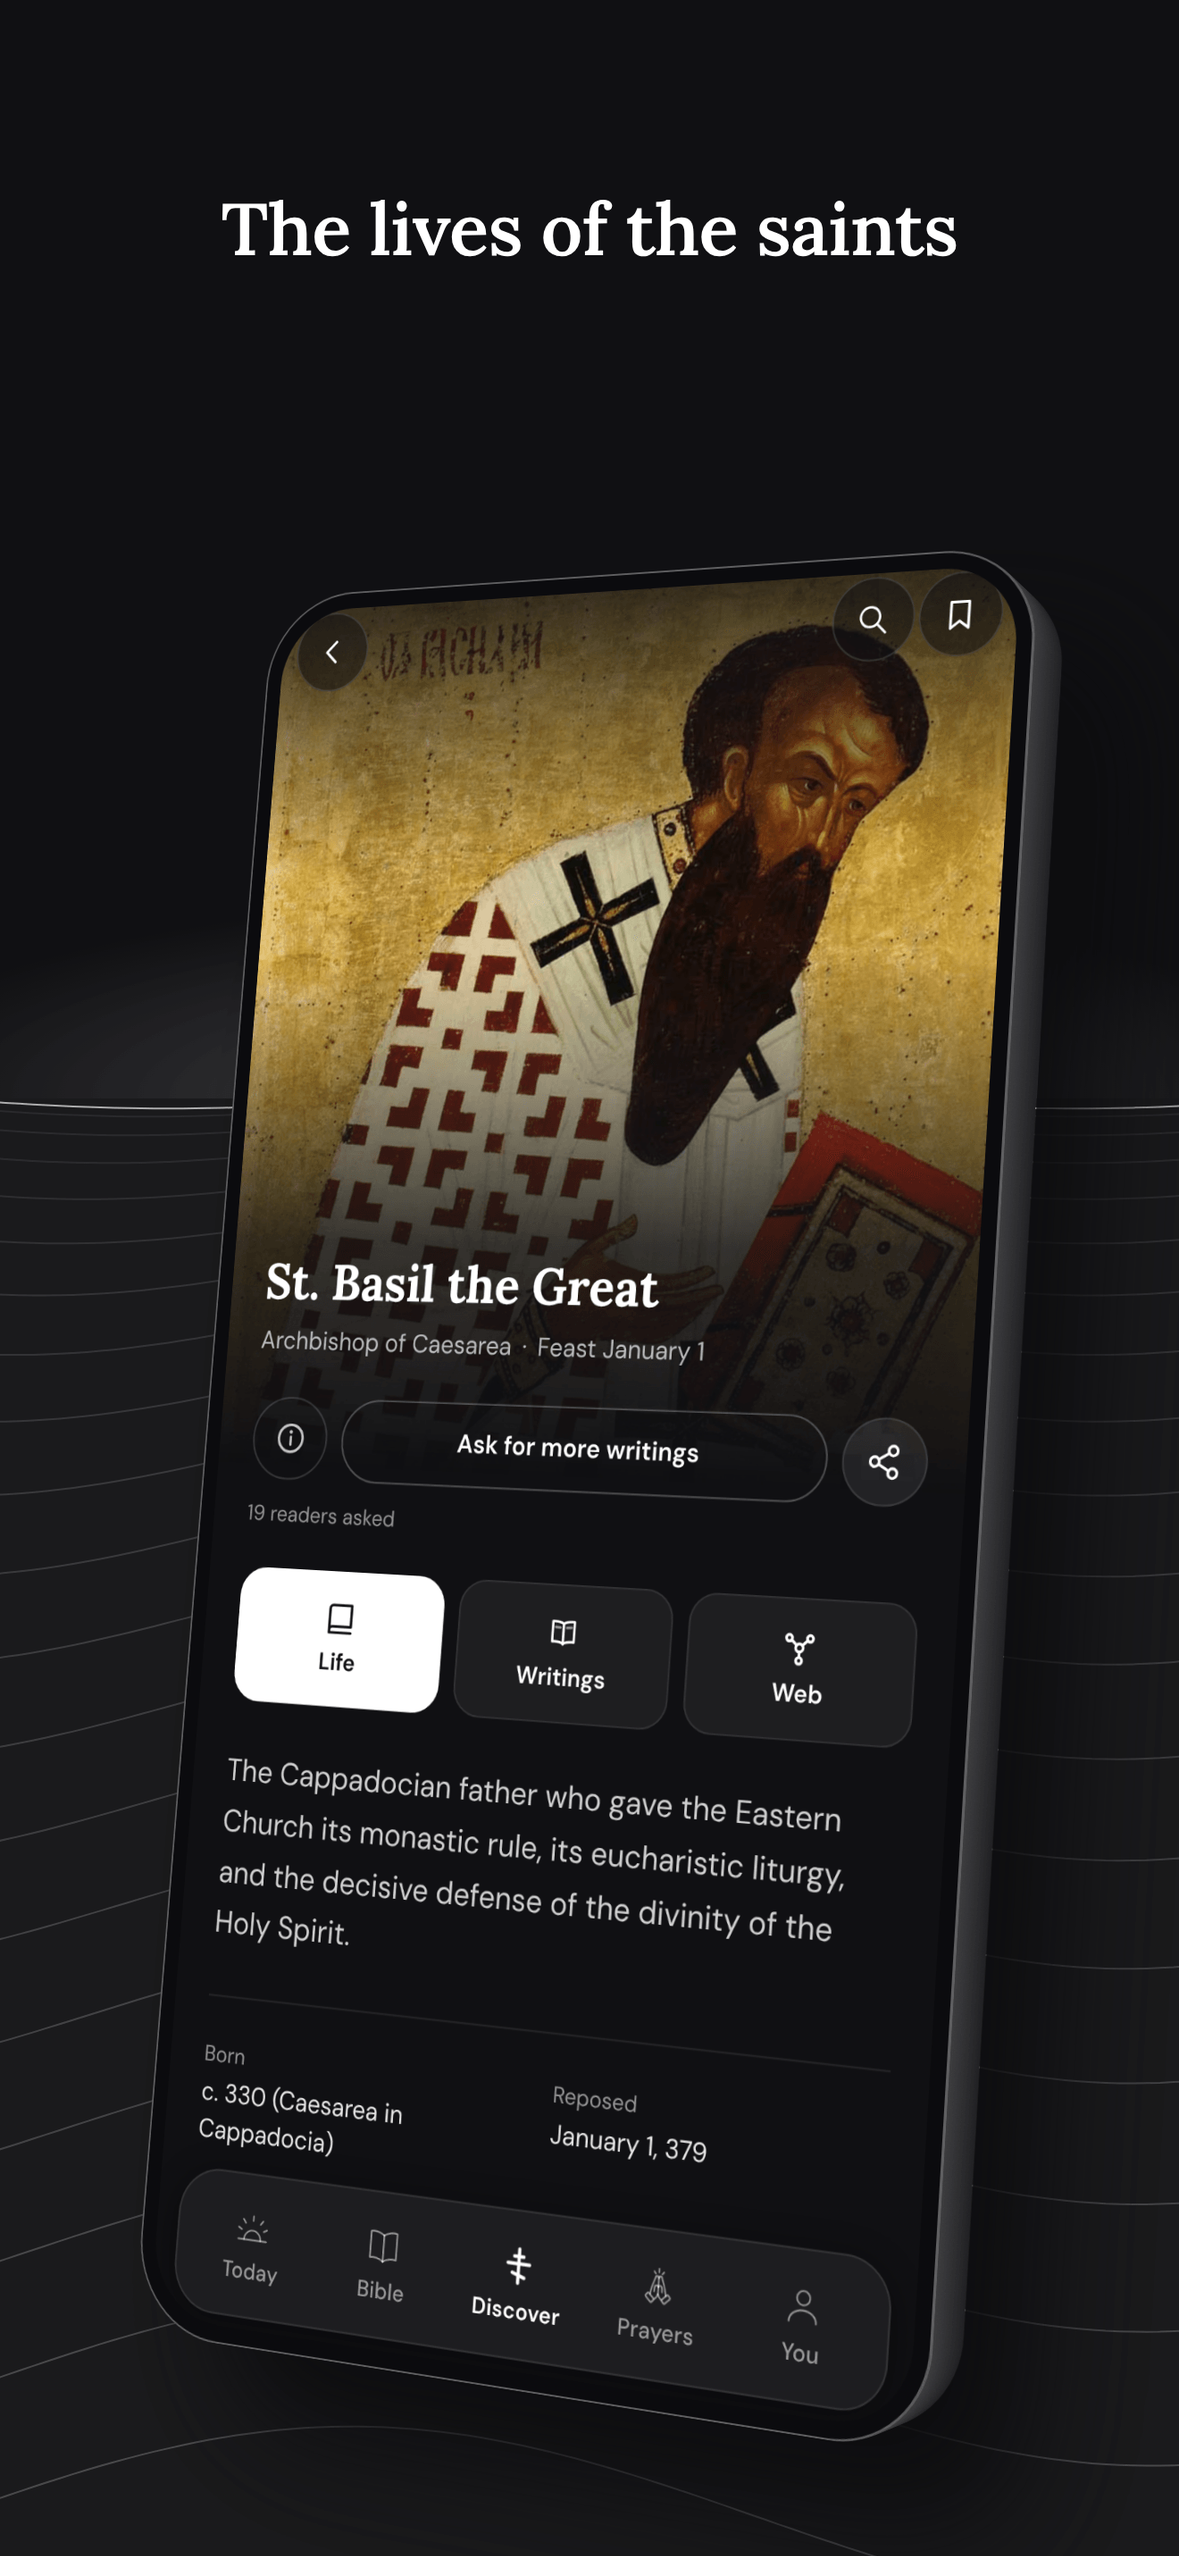 The lives of the saints
St. Basil the Great
Archbishop of Caesarea · Feast January 1
Ask for more writings
19 readers asked
Life
Writings
Web
The Cappadocian father who gave the Eastern
Church its monastic rule, its eucharistic liturgy,
and the decisive defense of the divinity of the
Holy Spirit.
Born
c. 330 (Caesarea in
Cappadocia)
Reposed
January 1, 379
Today
Bible
Discover
Prayers
You